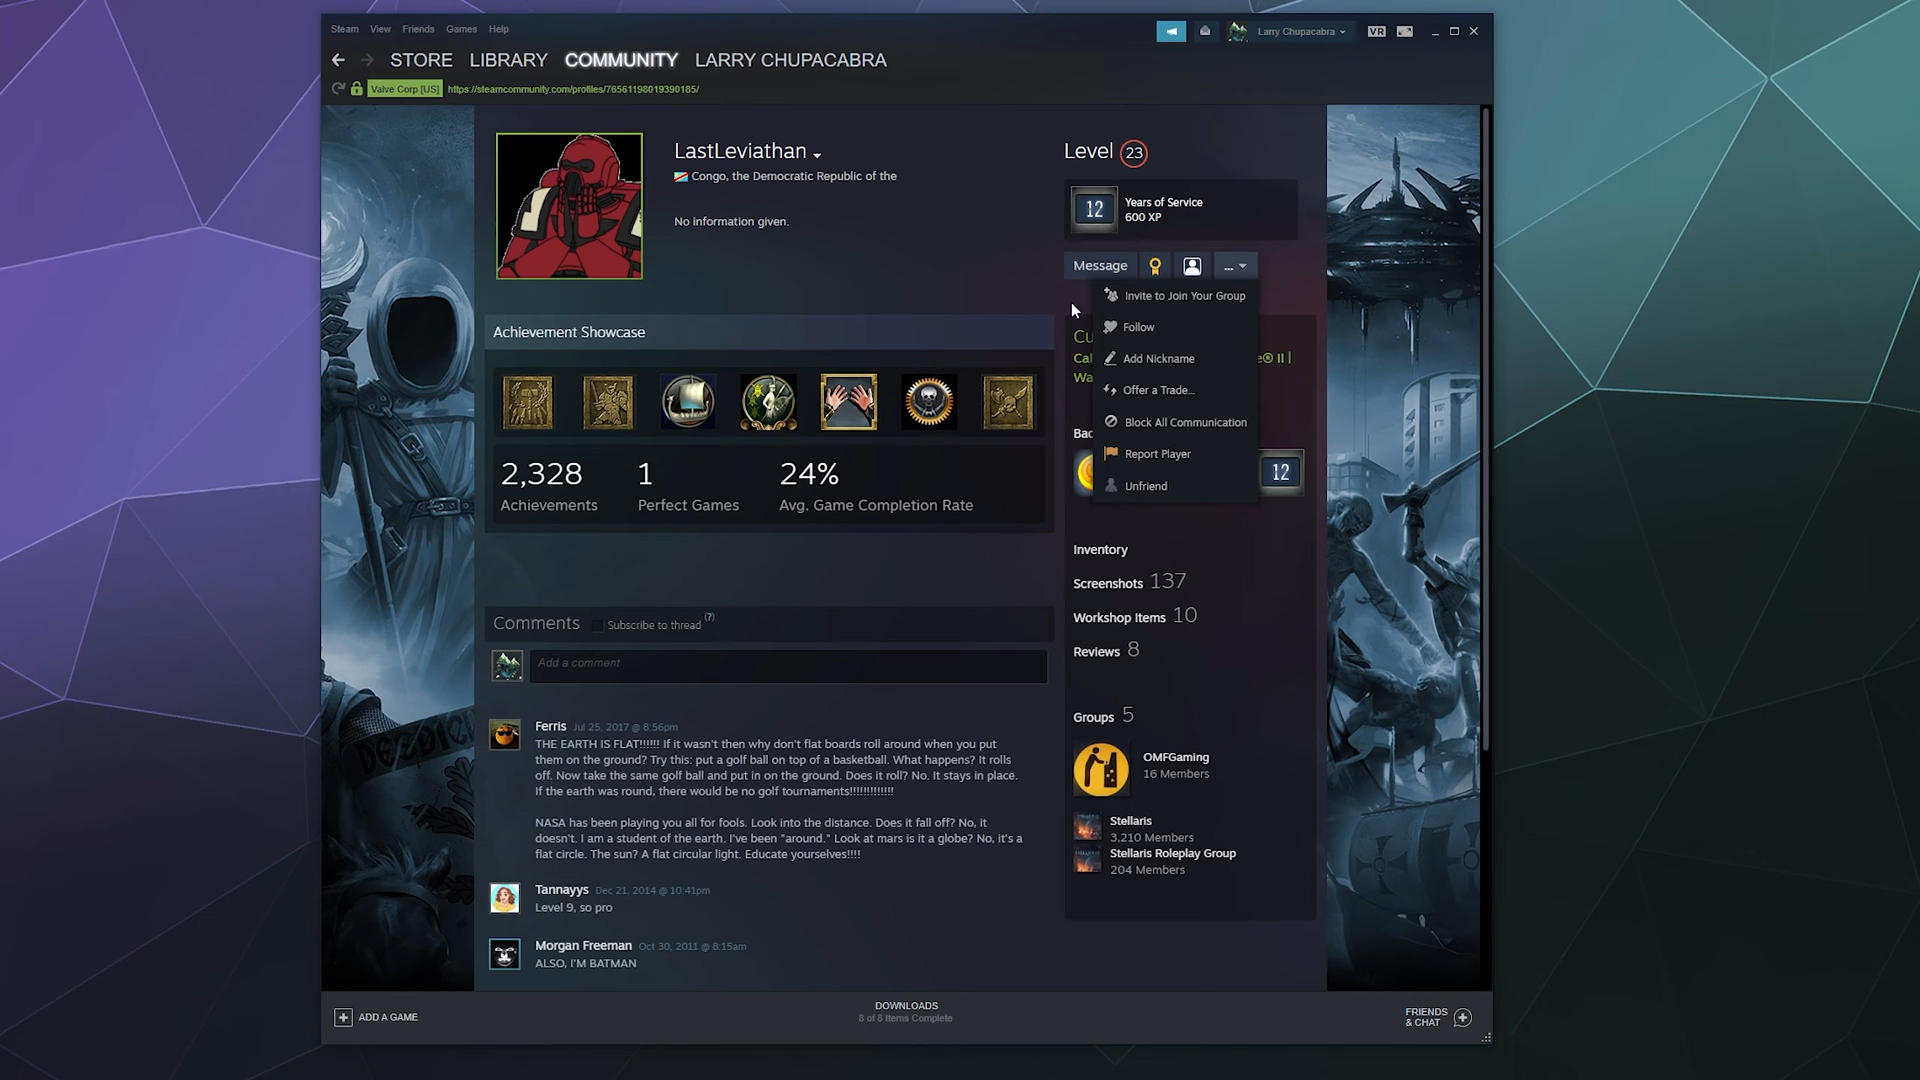 Steam View Friends Games Help
Larry Chupacabra
VR
STORE LIBRARY COMMUNITY LARRY CHUPACABRA
Valve Corp [US] https://steamcommunity.com/profiles/76561198019390185/
LastLeviathan
Congo, the Democratic Republic of the
No information given.
Level 23
12
Years of Service
600 XP
Message
...
Invite to Join Your Group
Follow
Add Nickname
Offer a Trade...
Block All Communication
Report Player
Unfriend
Cu
Cal
e® II |
Wa
Bac
12
Achievement Showcase
2,328
Achievements
1
Perfect Games
24%
Avg. Game Completion Rate
Inventory
Screenshots 137
Workshop Items 10
Reviews 8
Groups 5
OMFGaming
16 Members
Stellaris
3,210 Members
Stellaris Roleplay Group
204 Members
Comments
Subscribe to thread (?)
Add a comment
Ferris Jul 25, 2017 @ 8:56pm
THE EARTH IS FLAT!!!!!! If it wasn't then why don't flat boards roll around when you put
them on the ground? Try this: put a golf ball on top of a basketball. What happens? It rolls
off. Now take the same golf ball and put in on the ground. Does it roll? No. It stays in place.
If the earth was round, there would be no golf tournaments!!!!!!!!!!!!!
NASA has been playing you all for fools. Look into the distance. Does it fall off? No, it
doesn't. I am a student of the earth. I've been "around." Look at mars is it a globe? No, it's a
flat circle. The sun? A flat circular light. Educate yourselves!!!!
Tannayys Dec 21, 2014 @ 10:41pm
Level 9, so pro
Morgan Freeman Oct 30, 2011 @ 8:15am
ALSO, I'M BATMAN
ADD A GAME
DOWNLOADS
8 of 8 Items Complete
FRIENDS
& CHAT